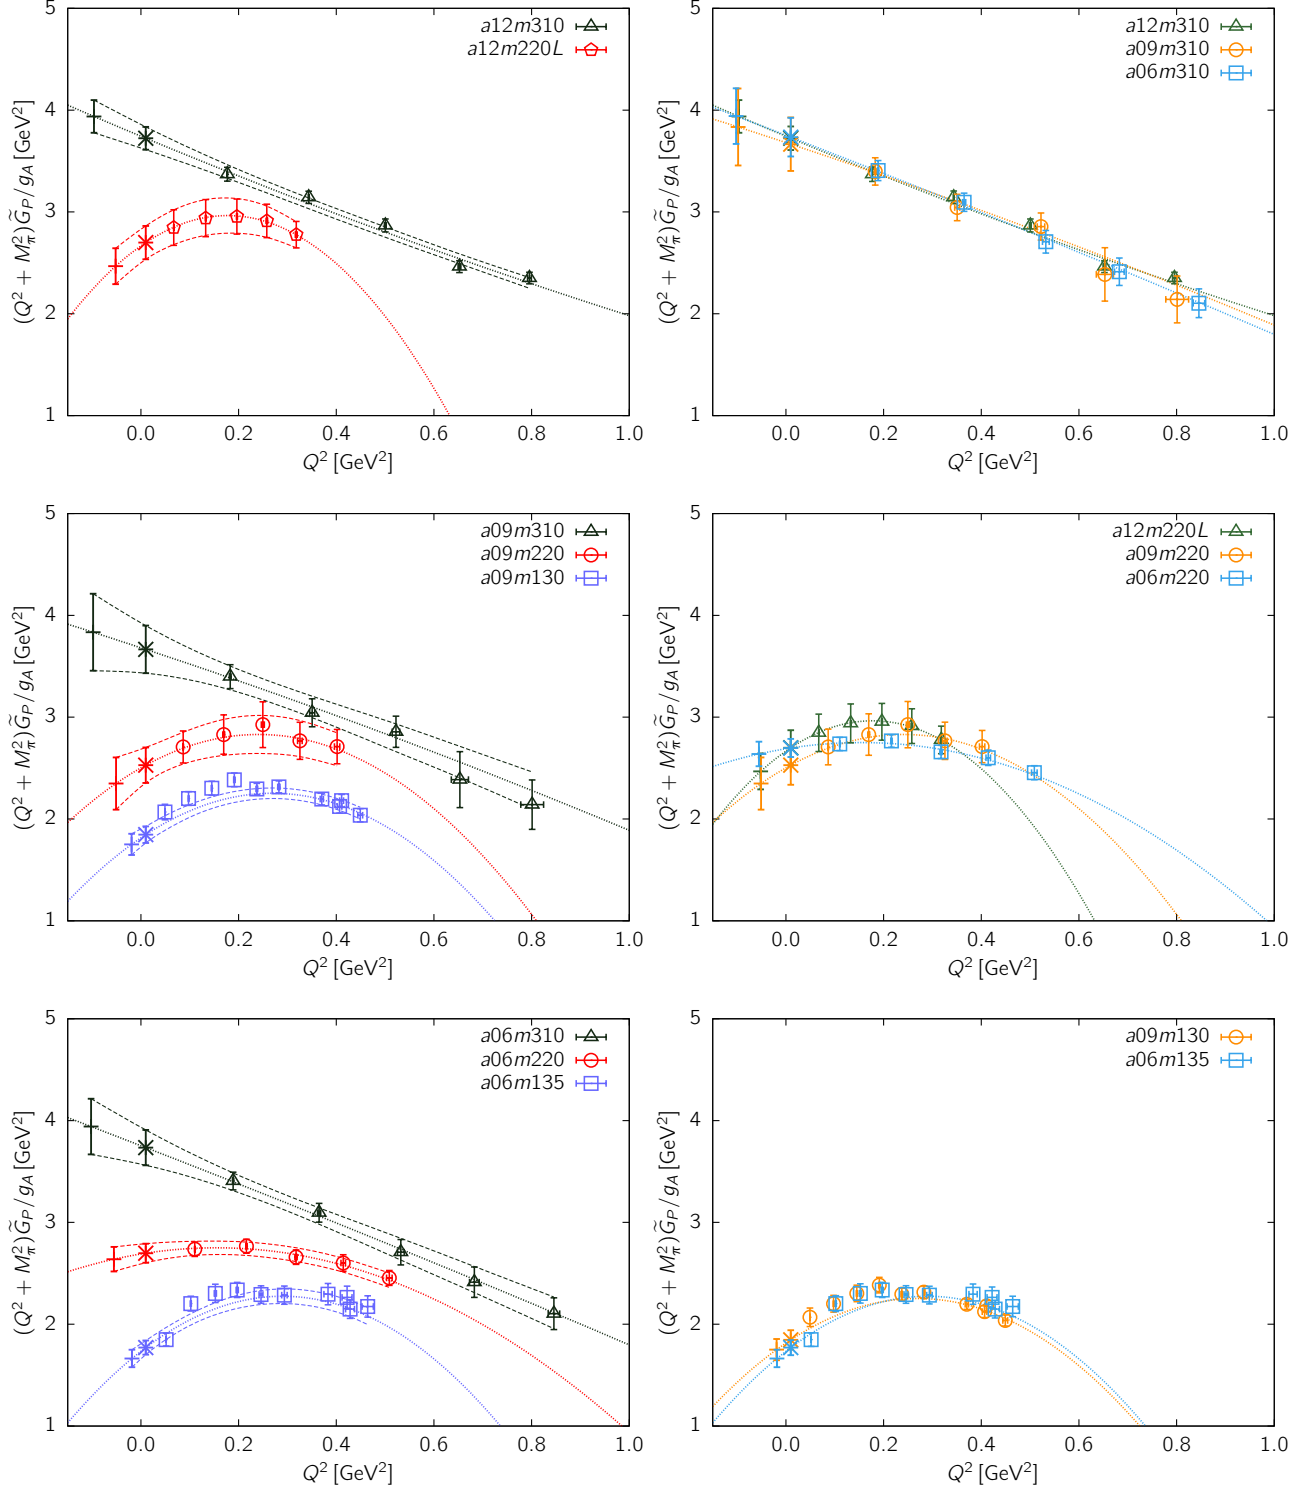 a12m310
a12m220L
5
4
3
2
1
(Q² + M²π)G̃P/gA [GeV²]
0.0 0.2 0.4 0.6 0.8 1.0
Q² [GeV²]
a12m310
a09m310
a06m310
5
4
3
2
1
(Q² + M²π)G̃P/gA [GeV²]
0.0 0.2 0.4 0.6 0.8 1.0
Q² [GeV²]
a09m310
a09m220
a09m130
5
4
3
2
1
(Q² + M²π)G̃P/gA [GeV²]
0.0 0.2 0.4 0.6 0.8 1.0
Q² [GeV²]
a12m220L
a09m220
a06m220
5
4
3
2
1
(Q² + M²π)G̃P/gA [GeV²]
0.0 0.2 0.4 0.6 0.8 1.0
Q² [GeV²]
a06m310
a06m220
a06m135
5
4
3
2
1
(Q² + M²π)G̃P/gA [GeV²]
0.0 0.2 0.4 0.6 0.8 1.0
Q² [GeV²]
a09m130
a06m135
5
4
3
2
1
(Q² + M²π)G̃P/gA [GeV²]
0.0 0.2 0.4 0.6 0.8 1.0
Q² [GeV²]